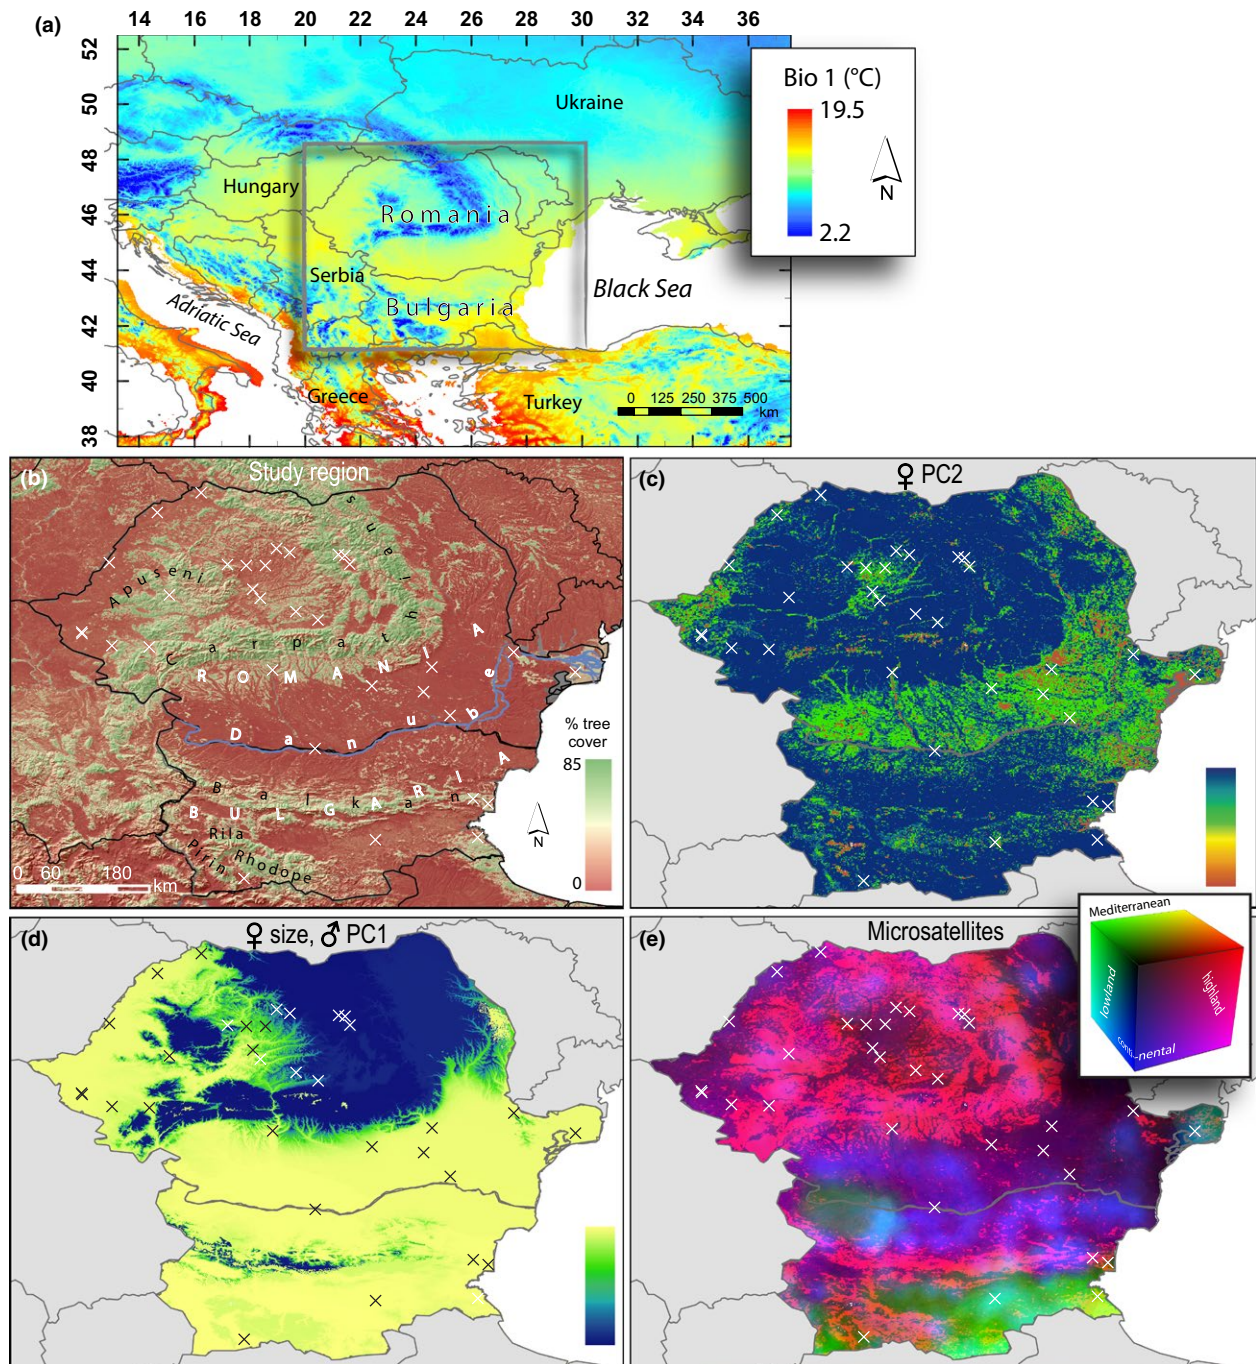 (a)
14 16 18 20 22 24 26 28 30 32 34 36
52
50
48
46
44
42
40
38
Ukraine
Hungary
Romania
Serbia
Bulgaria
Black Sea
Adriatic Sea
Greece
Turkey
0 125 250 375 500
km
Bio 1 (°C)
19.5
2.2
N
(b) Study region
Apuseni
Carpathi
sueı
ROMANIA
Danube
Balkan
BULGARIA
Rila
Pirin
Rhodope
0 60 180 km
% tree
cover
85
0
N
(c) ♀ PC2
(d) ♀ size, ♂ PC1
(e) Microsatellites
Mediterranean
lowland
highland
conti-nental